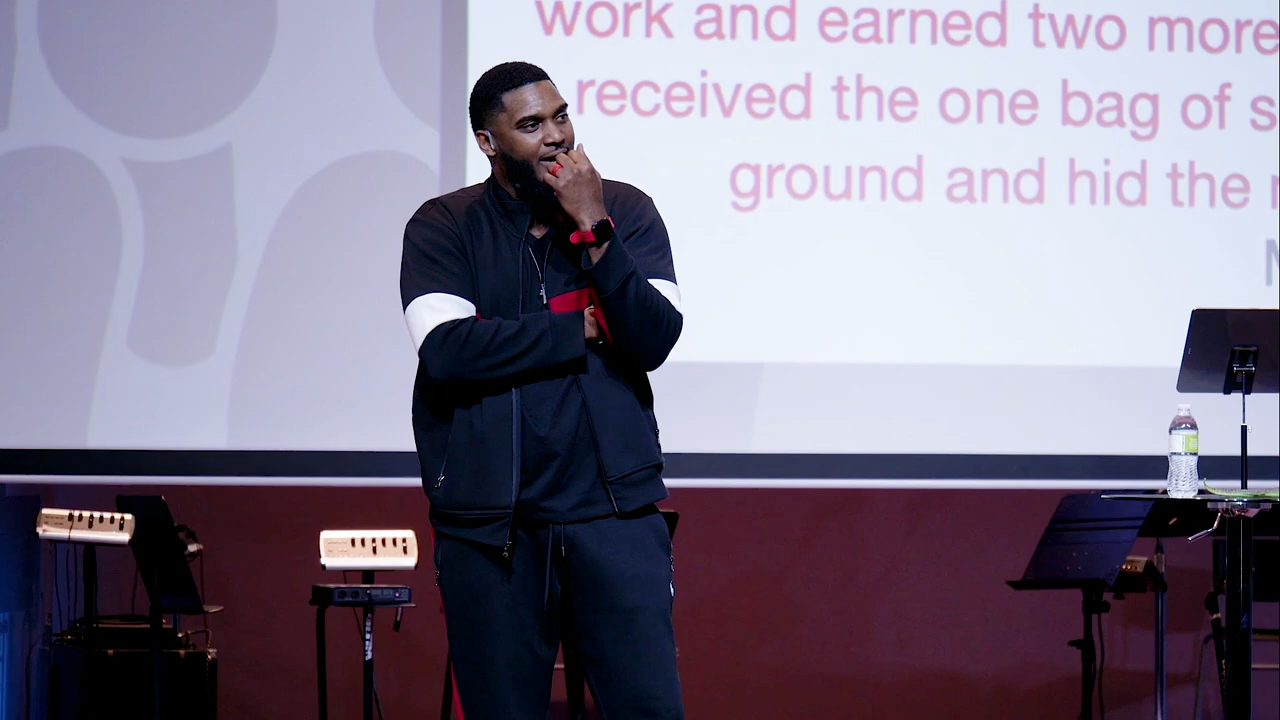 work and earned two more
received the one bag of s
ground and hid the